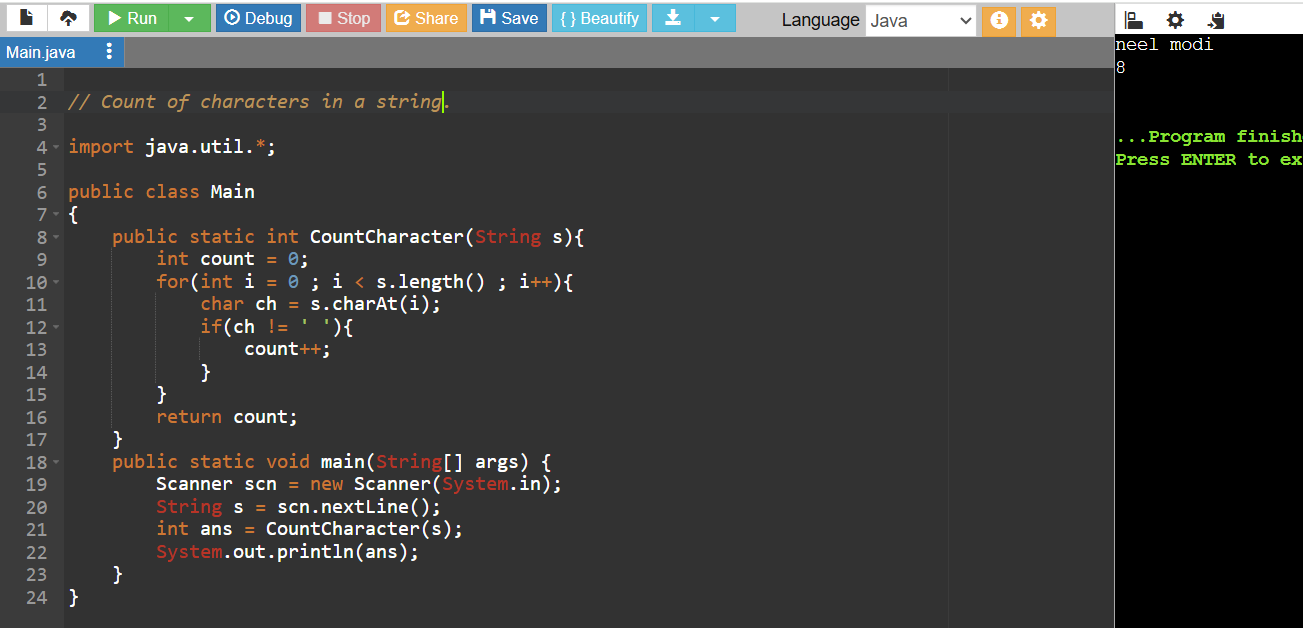 Run Debug Stop Share Save { } Beautify Language Java
Main.java
1
2 // Count of characters in a string.
3
4 import java.util.*;
5
6 public class Main
7 {
8 public static int CountCharacter(String s){
9 int count = 0;
10 for(int i = 0 ; i < s.length() ; i++){
11 char ch = s.charAt(i);
12 if(ch != ' '){
13 count++;
14 }
15 }
16 return count;
17 }
18 public static void main(String[] args) {
19 Scanner scn = new Scanner(System.in);
20 String s = scn.nextLine();
21 int ans = CountCharacter(s);
22 System.out.println(ans);
23 }
24 }
neel modi
8
...Program finish
Press ENTER to ex